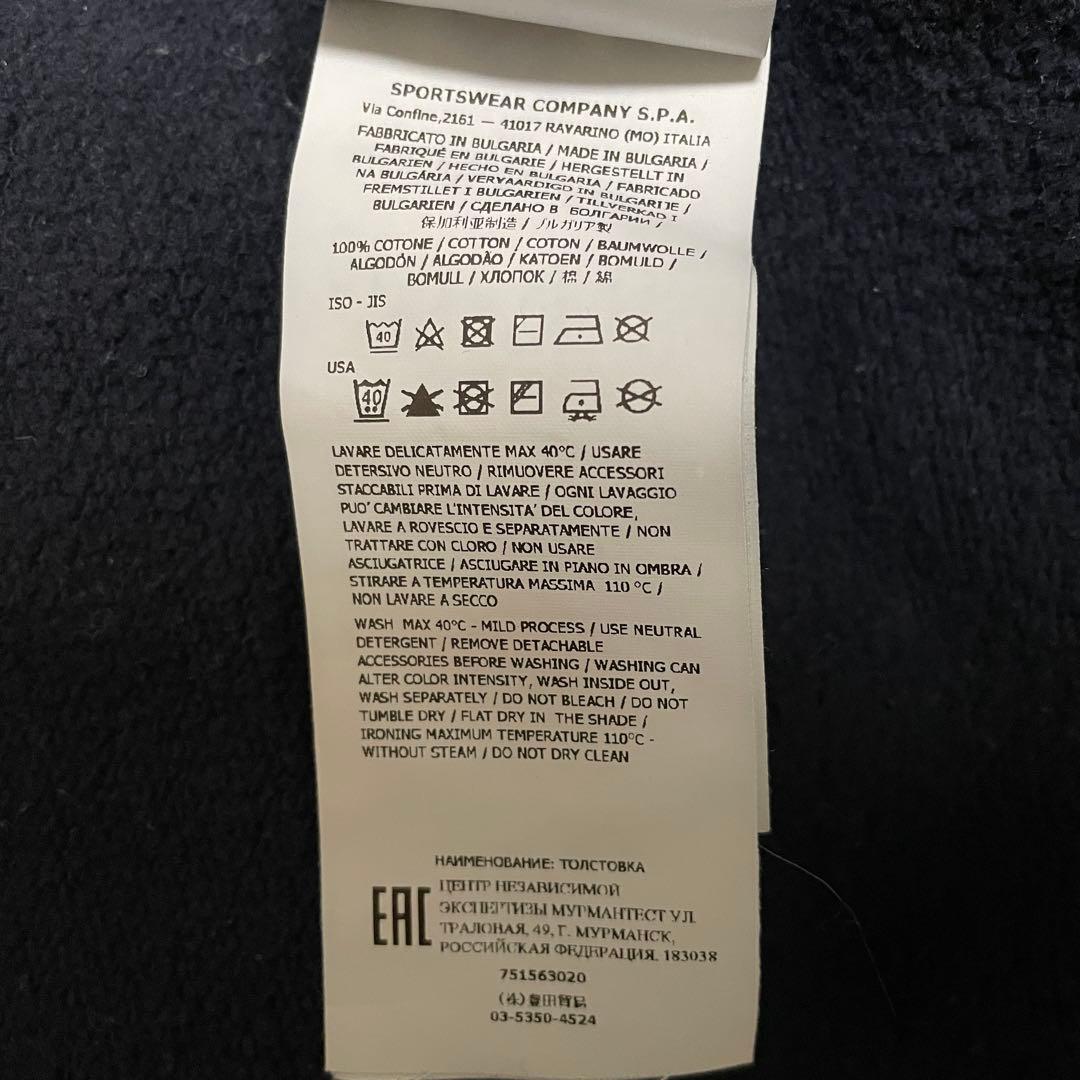 SPORTSWEAR COMPANY S.P.A.
Via Confine,2161 — 41017 RAVARINO (MO) ITALIA
FABBRICATO IN BULGARIA / MADE IN BULGARIA /
FABRIQUÉ EN BULGARIE / HERGESTELLT IN
BULGARIEN / HECHO EN BULGARIA / FABRICADO
NA BULGÁRIA / VERVAARDIGD IN BULGARIJE /
FREMSTILLET I BULGARIEN / TILLVERKAD I
BULGARIEN / СДЕЛАНО В БОЛГАРИИ /
保加利亚制造 / ブルガリア製
100% COTONE / COTTON / COTON / BAUMWOLLE /
ALGODÓN / ALGODÃO / KATOEN / BOMULD /
BOMULL / ХЛОПОК / 棉 / 綿
ISO - JIS
40
USA
40
LAVARE DELICATAMENTE MAX 40°C / USARE
DETERSIVO NEUTRO / RIMUOVERE ACCESSORI
STACCABILI PRIMA DI LAVARE / OGNI LAVAGGIO
PUO' CAMBIARE L'INTENSITA' DEL COLORE,
LAVARE A ROVESCIO E SEPARATAMENTE / NON
TRATTARE CON CLORO / NON USARE
ASCIUGATRICE / ASCIUGARE IN PIANO IN OMBRA /
STIRARE A TEMPERATURA MASSIMA 110 °C /
NON LAVARE A SECCO
WASH MAX 40°C - MILD PROCESS / USE NEUTRAL
DETERGENT / REMOVE DETACHABLE
ACCESSORIES BEFORE WASHING / WASHING CAN
ALTER COLOR INTENSITY, WASH INSIDE OUT,
WASH SEPARATELY / DO NOT BLEACH / DO NOT
TUMBLE DRY / FLAT DRY IN THE SHADE /
IRONING MAXIMUM TEMPERATURE 110°C -
WITHOUT STEAM / DO NOT DRY CLEAN
НАИМЕНОВАНИЕ: ТОЛСТОВКА
EAC
ЦЕНТР НЕЗАВИСИМОЙ
ЭКСПЕРТИЗЫ МУРМАНТЕСТ УЛ.
ТРАЛОВАЯ, 49, Г. МУРМАНСК,
РОССИЙСКАЯ ФЕДЕРАЦИЯ, 183038
751563020
(株)豊田貿易
03-5350-4524